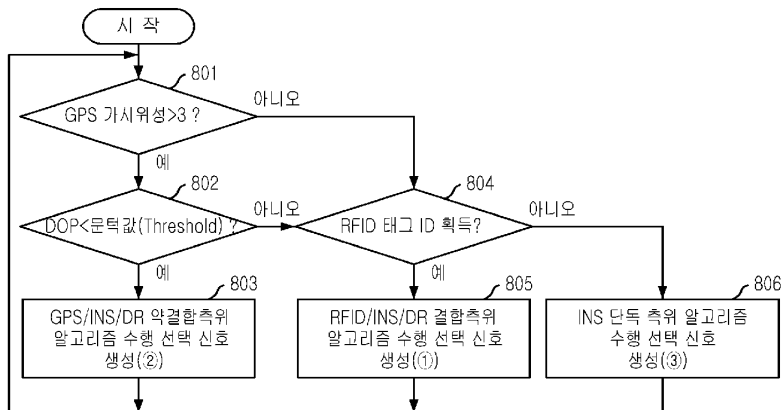 시 작
801
GPS 가시위성>3 ?
아니오
예
802
804
DOP<문턱값(Threshold) ?
아니오
RFID 태그 ID 획득?
아니오
예
예
803
805
806
GPS/INS/DR 약결합측위
알고리즘 수행 선택 신호
생성(②)
RFID/INS/DR 결합측위
알고리즘 수행 선택 신호
생성(①)
INS 단독 측위 알고리즘
수행 선택 신호
생성(③)